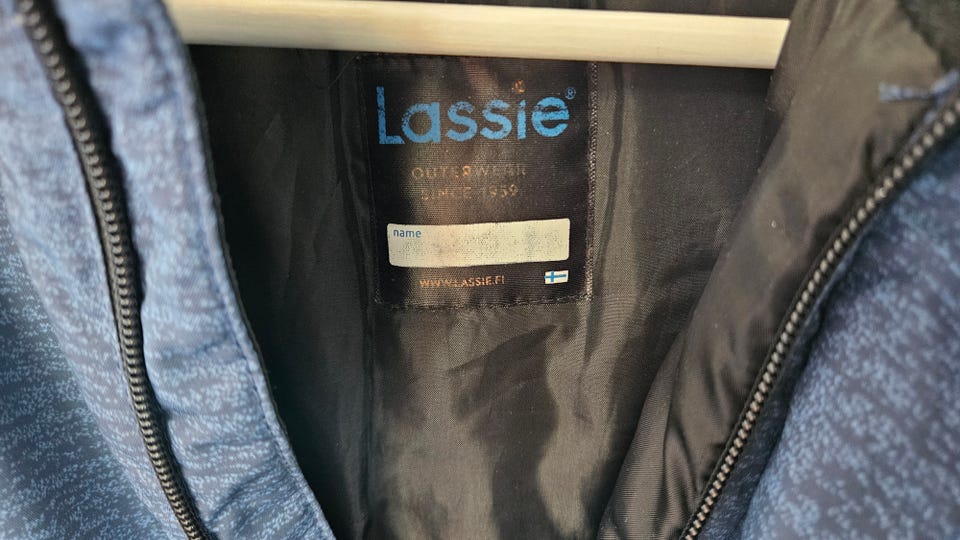 Lassie®
OUTERWEAR
SINCE 1959
name
WWW.LASSIE.FI